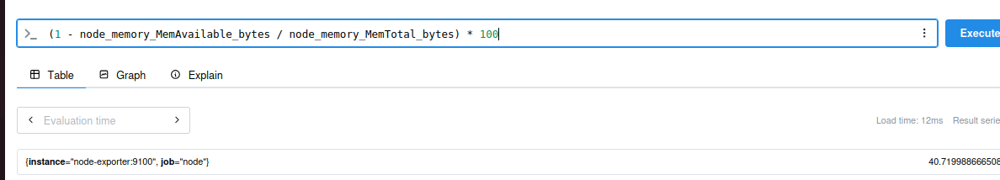 >_ (1 - node_memory_MemAvailable_bytes / node_memory_MemTotal_bytes) * 100 Execute
Table Graph Explain
Evaluation time Load time: 12ms Result serie
{instance="node-exporter:9100", job="node"} 40.719988666508